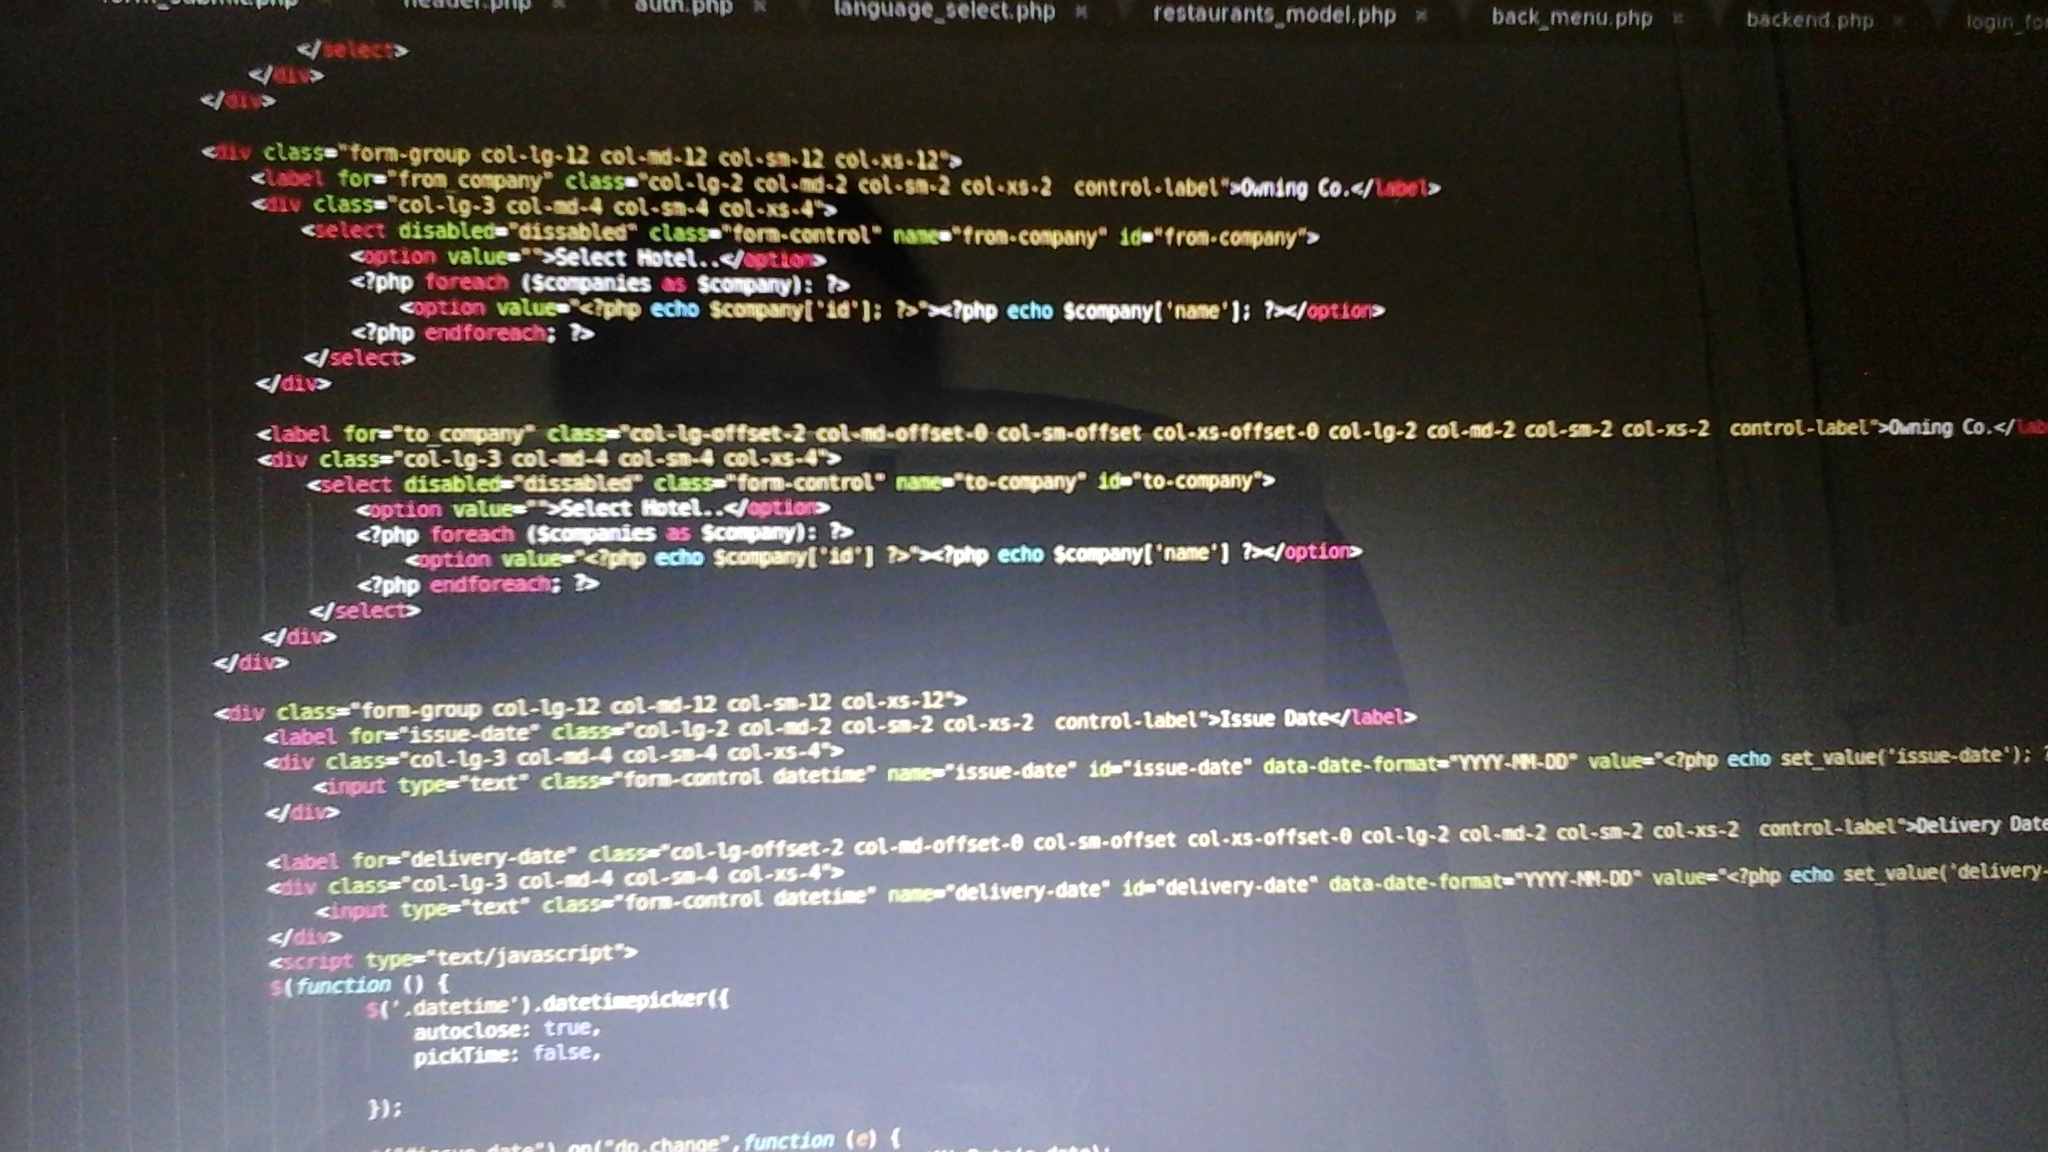 header.php × auth.php × language_select.php × restaurants_model.php × back_menu.php × backend.php ×
</select>
</div>
</div>
<div class="form-group col-lg-12 col-md-12 col-sm-12 col-xs-12">
<label for="from_company" class="col-lg-2 col-md-2 col-sm-2 col-xs-2  control-label">Owning Co.</label>
<div class="col-lg-3 col-md-4 col-sm-4 col-xs-4">
<select disabled="dissabled" class="form-control" name="from-company" id="from-company">
<option value="">Select Hotel..</option>
<?php foreach ($companies as $company): ?>
<option value="<?php echo $company['id']; ?>"><?php echo $company['name']; ?></option>
<?php endforeach; ?>
</select>
</div>
<label for="to_company" class="col-lg-offset-2 col-md-offset-0 col-sm-offset col-xs-offset-0 col-lg-2 col-md-2 col-sm-2 col-xs-2  control-label">Owning Co.</
<div class="col-lg-3 col-md-4 col-sm-4 col-xs-4">
<select disabled="dissabled" class="form-control" name="to-company" id="to-company">
<option value="">Select Hotel..</option>
<?php foreach ($companies as $company): ?>
<option value="<?php echo $company['id'] ?>"><?php echo $company['name'] ?></option>
<?php endforeach; ?>
</select>
</div>
</div>
<div class="form-group col-lg-12 col-md-12 col-sm-12 col-xs-12">
<label for="issue-date" class="col-lg-2 col-md-2 col-sm-2 col-xs-2  control-label">Issue Date</label>
<div class="col-lg-3 col-md-4 col-sm-4 col-xs-4">
<input type="text" class="form-control datetime" name="issue-date" id="issue-date" data-date-format="YYYY-MM-DD" value="<?php echo set_value('issue-date'); ?
</div>
<label for="delivery-date" class="col-lg-offset-2 col-md-offset-0 col-sm-offset col-xs-offset-0 col-lg-2 col-md-2 col-sm-2 col-xs-2  control-label">Delivery Date
<div class="col-lg-3 col-md-4 col-sm-4 col-xs-4">
<input type="text" class="form-control datetime" name="delivery-date" id="delivery-date" data-date-format="YYYY-MM-DD" value="<?php echo set_value('delivery-
</div>
<script type="text/javascript">
$(function () {
$('.datetime').datetimepicker({
autoclose: true,
pickTime: false,
});
on("dp.change",function (e) {